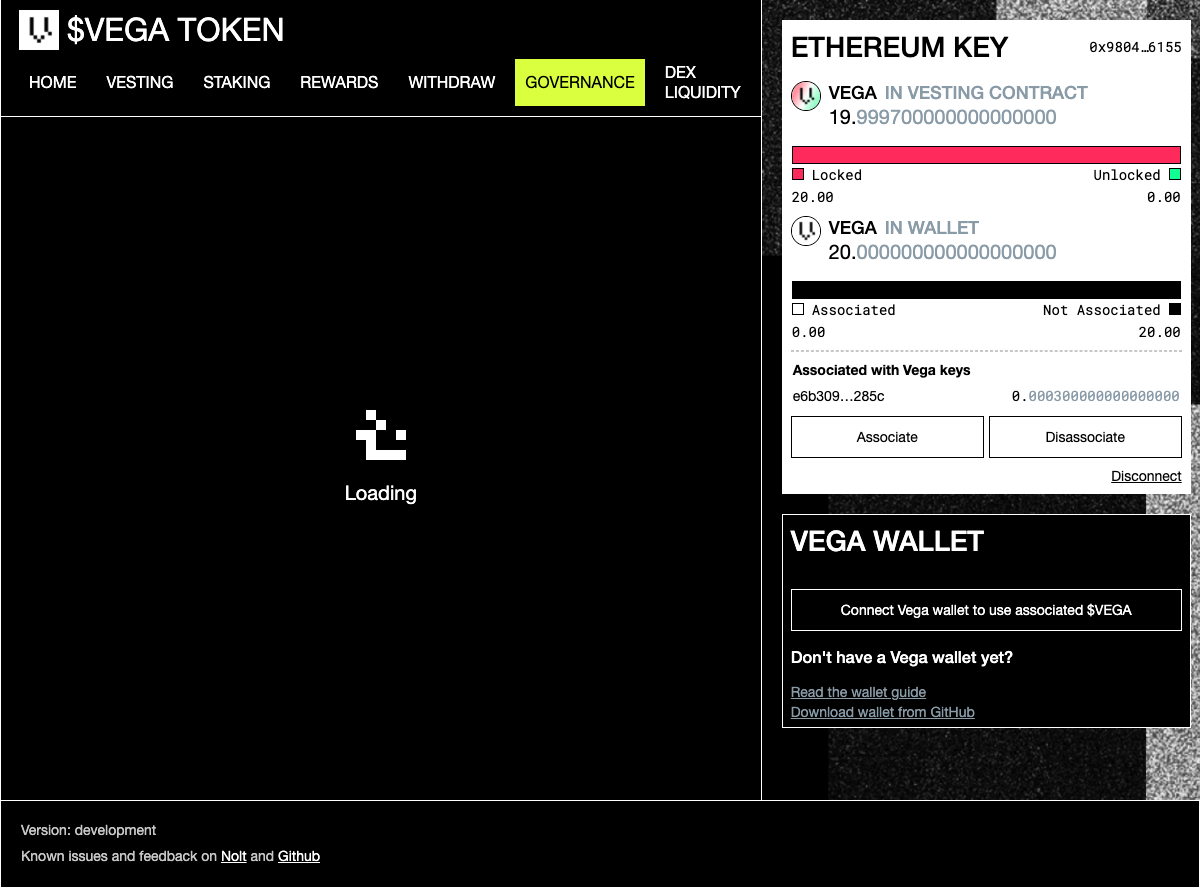 $VEGA TOKEN
HOME VESTING STAKING REWARDS WITHDRAW GOVERNANCE DEX LIQUIDITY
Loading
ETHEREUM KEY 0x9804…6155
VEGA IN VESTING CONTRACT
19.999700000000000000
Locked Unlocked
20.00 0.00
VEGA IN WALLET
20.000000000000000000
Associated Not Associated
0.00 20.00
Associated with Vega keys
e6b309…285c 0.000300000000000000
Associate Disassociate
Disconnect
VEGA WALLET
Connect Vega wallet to use associated $VEGA
Don't have a Vega wallet yet?
Read the wallet guide
Download wallet from GitHub
Version: development
Known issues and feedback on Nolt and Github